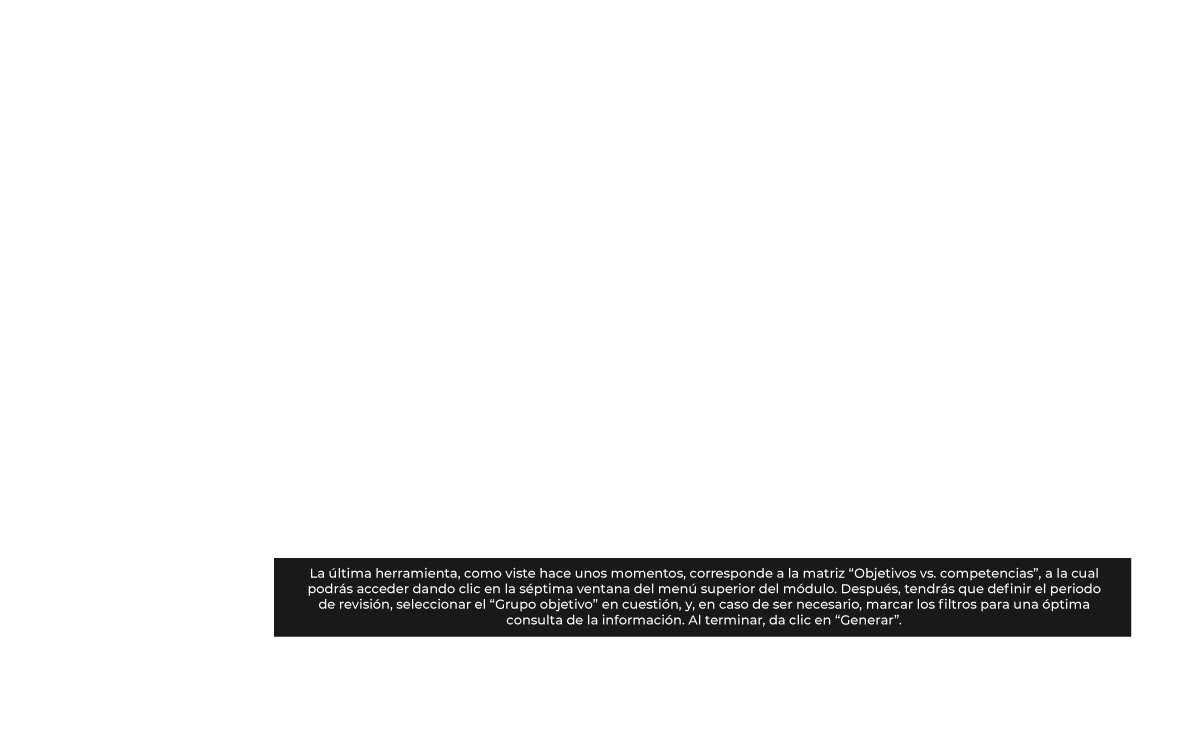 La última herramienta, como viste hace unos momentos, corresponde a la matriz “Objetivos vs. competencias”, a la cual
podrás acceder dando clic en la séptima ventana del menú superior del módulo. Después, tendrás que definir el periodo
de revisión, seleccionar el “Grupo objetivo” en cuestión, y, en caso de ser necesario, marcar los filtros para una óptima
consulta de la información. Al terminar, da clic en “Generar”.